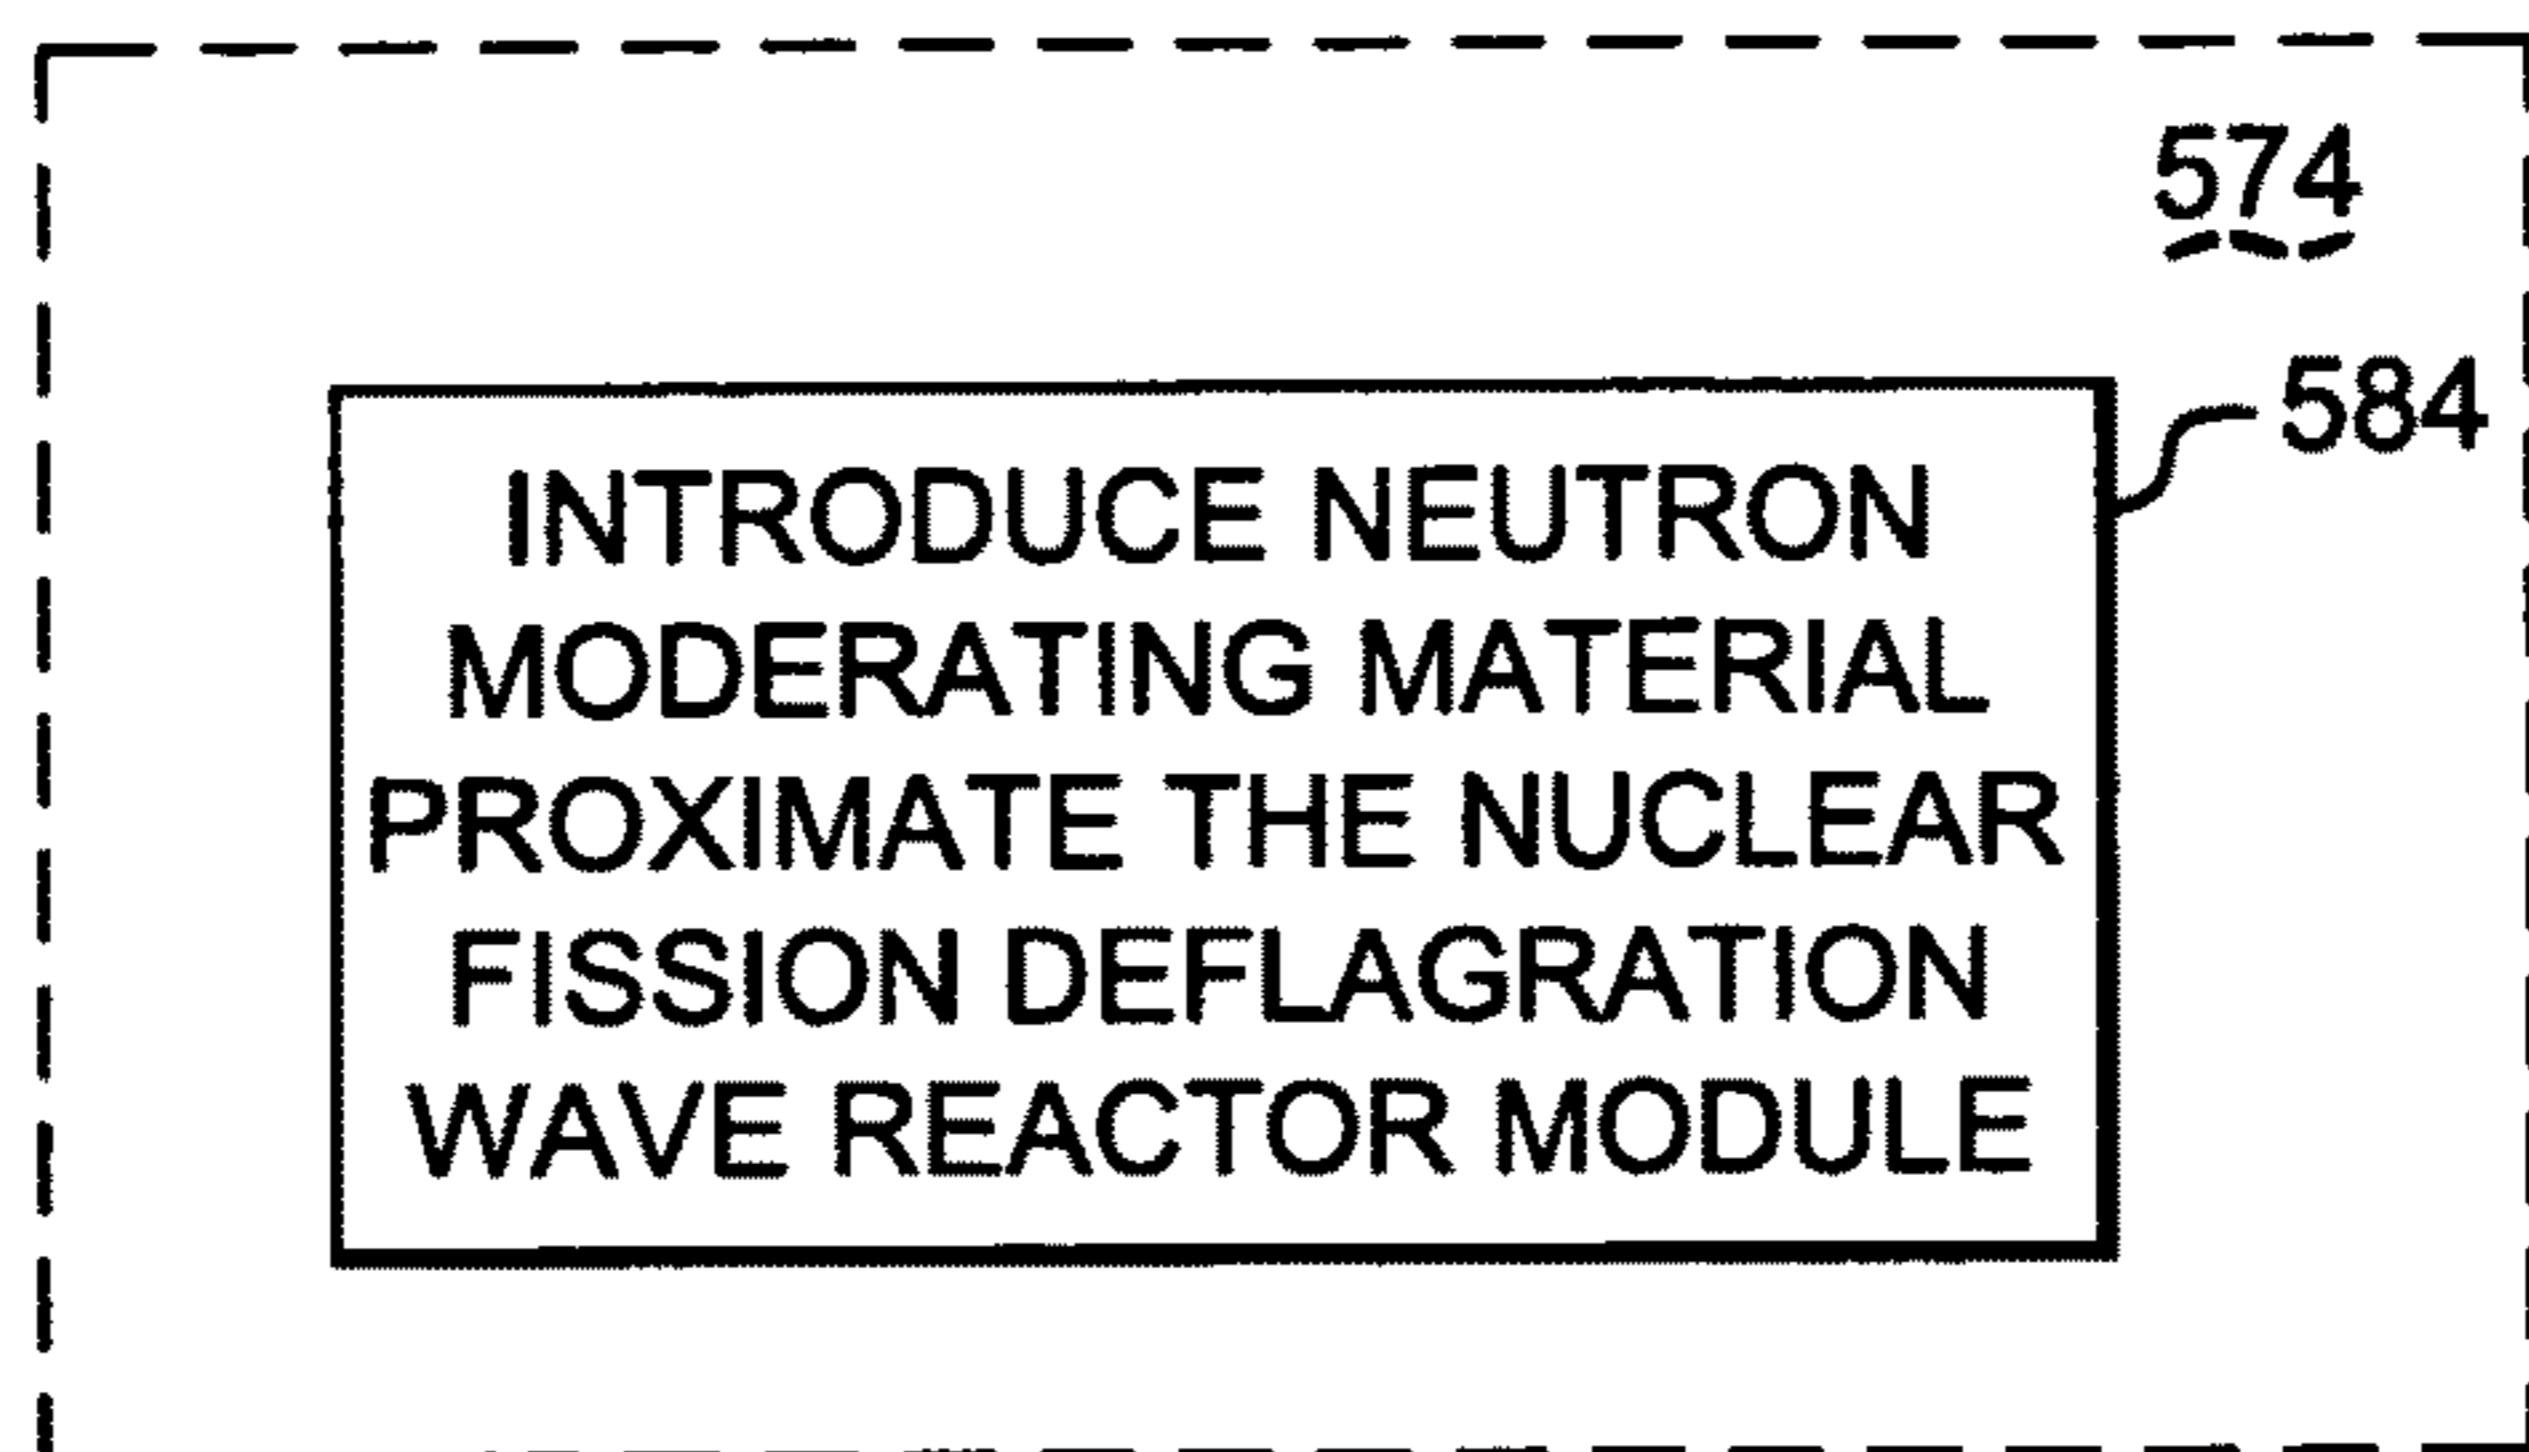 574
584
INTRODUCE NEUTRON
MODERATING MATERIAL
PROXIMATE THE NUCLEAR
FISSION DEFLAGRATION
WAVE REACTOR MODULE